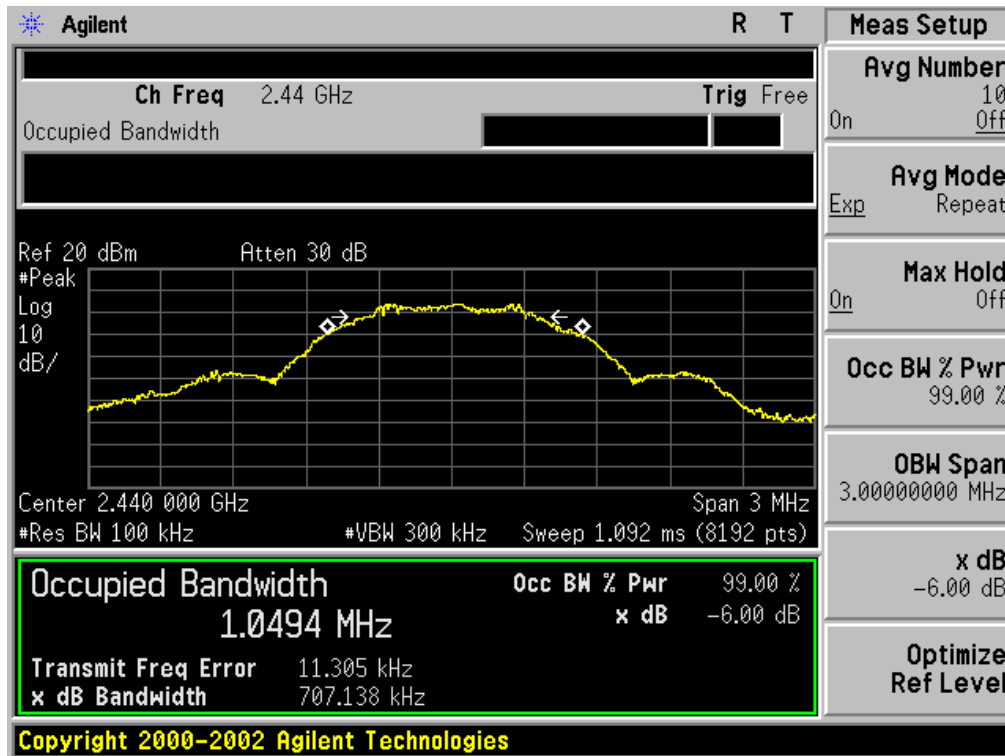 Agilent R T
Ch Freq 2.44 GHz Trig Free
Occupied Bandwidth
Ref 20 dBm Atten 30 dB
#Peak
Log
10
dB/
Center 2.440 000 GHz Span 3 MHz
#Res BW 100 kHz #VBW 300 kHz Sweep 1.092 ms (8192 pts)
Occupied Bandwidth Occ BW % Pwr 99.00 %
1.0494 MHz x dB -6.00 dB
Transmit Freq Error 11.305 kHz
x dB Bandwidth 707.138 kHz
Copyright 2000-2002 Agilent Technologies
Meas Setup
Avg Number
10
On Off
Avg Mode
Exp Repeat
Max Hold
On Off
Occ BW % Pwr
99.00 %
OBW Span
3.00000000 MHz
x dB
-6.00 dB
Optimize
Ref Level